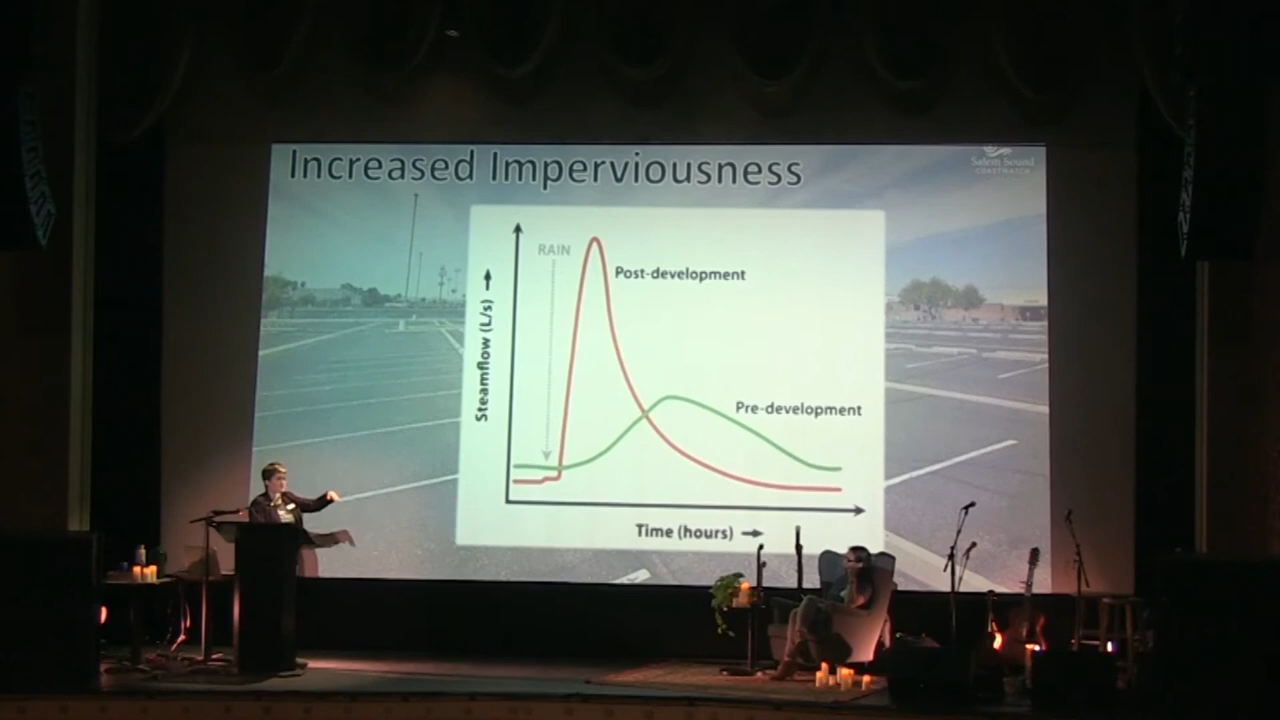 Increased Imperviousness
Salem Sound
COASTWATCH
RAIN
Post-development
Steamflow (L/s)
Pre-development
Time (hours)